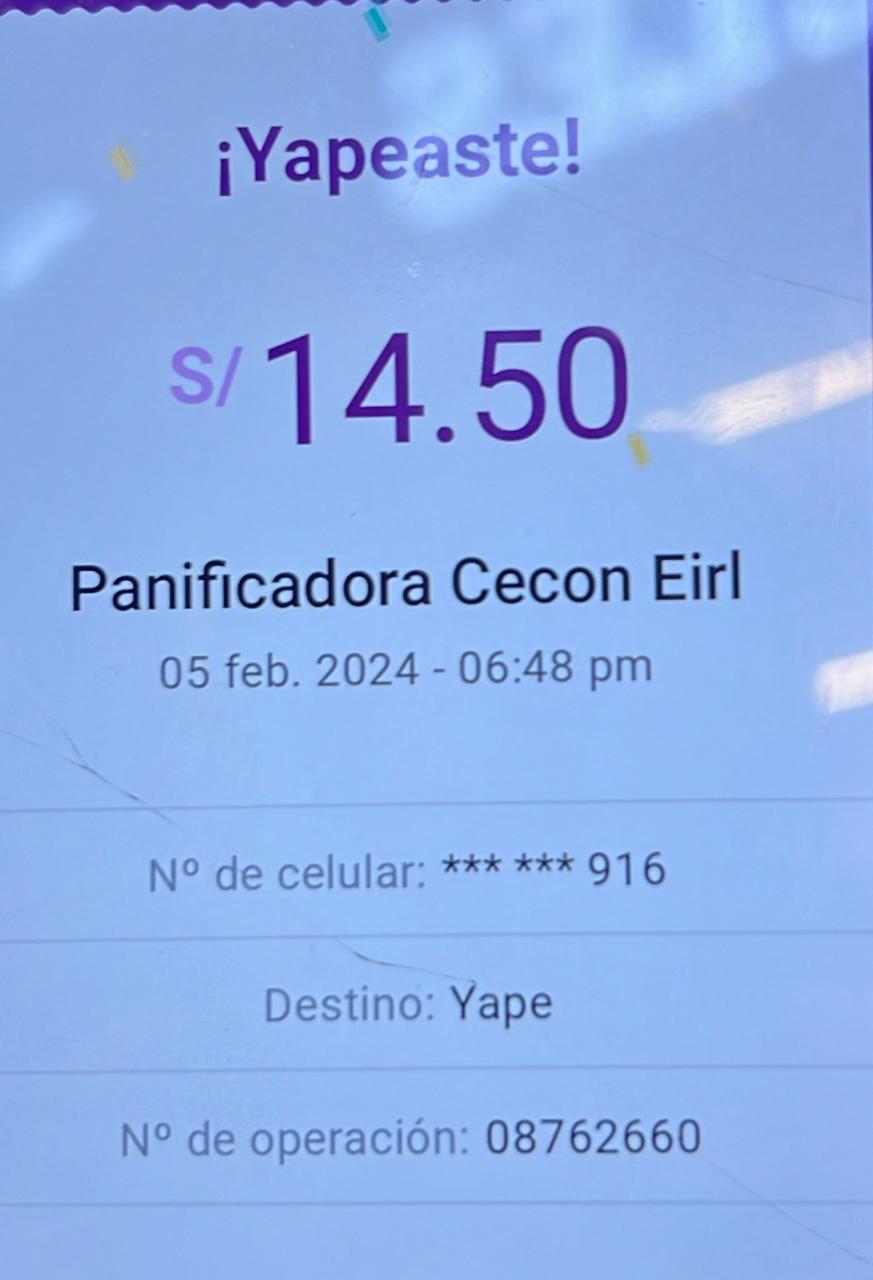 ¡Yapeaste!
S/ 14.50
Panificadora Cecon Eirl
05 feb. 2024 - 06:48 pm
Nº de celular: *** *** 916
Destino: Yape
Nº de operación: 08762660